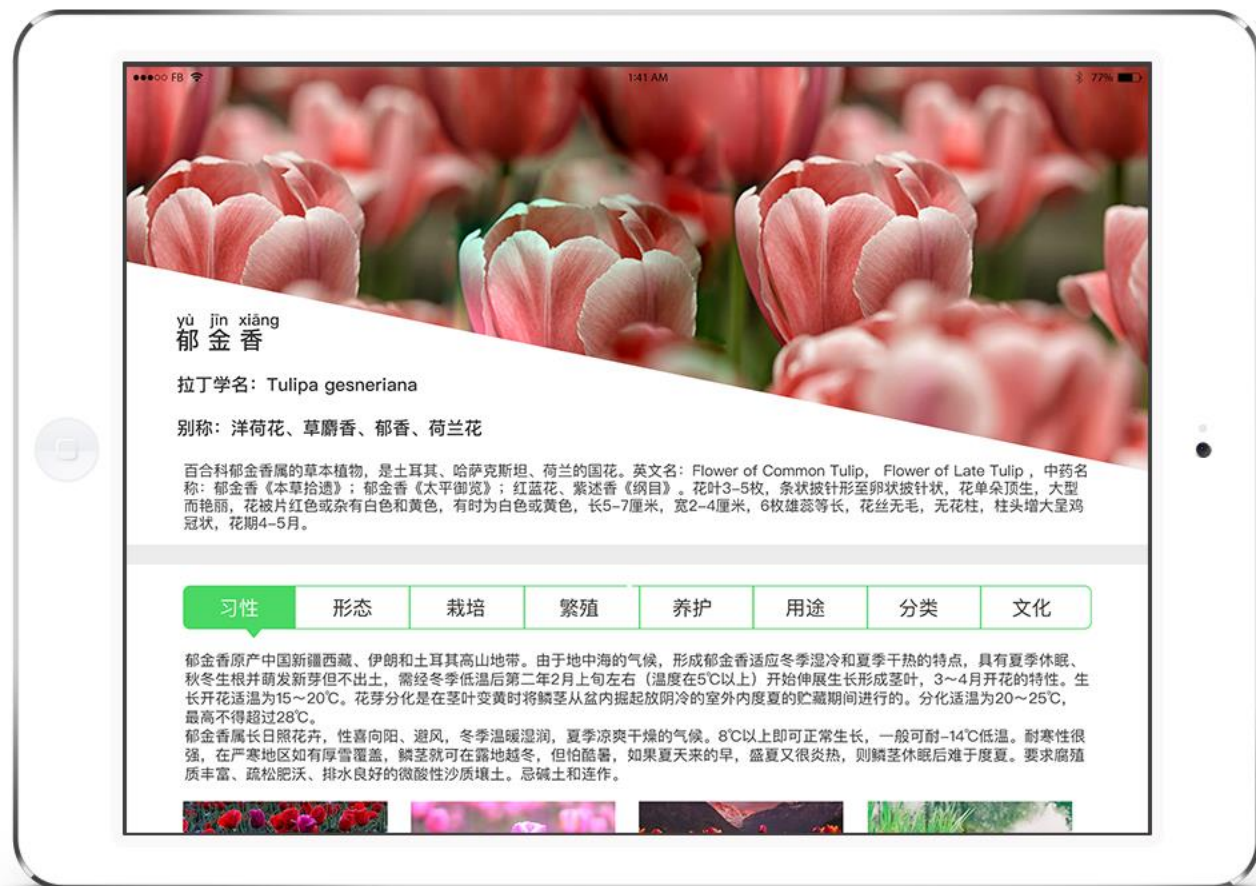 ●●●○○ FB 1:41 AM 77%
yù jīn xiāng
郁金香
拉丁学名：Tulipa gesneriana
别称：洋荷花、草麝香、郁香、荷兰花
百合科郁金香属的草本植物，是土耳其、哈萨克斯坦、荷兰的国花。英文名：Flower of Common Tulip， Flower of Late Tulip ，中药名
称：郁金香《本草拾遗》；郁金香《太平御览》；红蓝花、紫述香《纲目》。花叶3-5枚，条状披针形至卵状披针状，花单朵顶生，大型
而艳丽，花被片红色或杂有白色和黄色，有时为白色或黄色，长5-7厘米，宽2-4厘米，6枚雄蕊等长，花丝无毛，无花柱，柱头增大呈鸡
冠状，花期4-5月。
习性 形态 栽培 繁殖 养护 用途 分类 文化
郁金香原产中国新疆西藏、伊朗和土耳其高山地带。由于地中海的气候，形成郁金香适应冬季湿冷和夏季干热的特点，具有夏季休眠、
秋冬生根并萌发新芽但不出土，需经冬季低温后第二年2月上旬左右（温度在5℃以上）开始伸展生长形成茎叶，3～4月开花的特性。生
长开花适温为15～20℃。花芽分化是在茎叶变黄时将鳞茎从盆内掘起放阴冷的室外内度夏的贮藏期间进行的。分化适温为20～25℃，
最高不得超过28℃。
郁金香属长日照花卉，性喜向阳、避风，冬季温暖湿润，夏季凉爽干燥的气候。8℃以上即可正常生长，一般可耐-14℃低温。耐寒性很
强，在严寒地区如有厚雪覆盖，鳞茎就可在露地越冬，但怕酷暑，如果夏天来的早，盛夏又很炎热，则鳞茎休眠后难于度夏。要求腐殖
质丰富、疏松肥沃、排水良好的微酸性沙质壤土。忌碱土和连作。